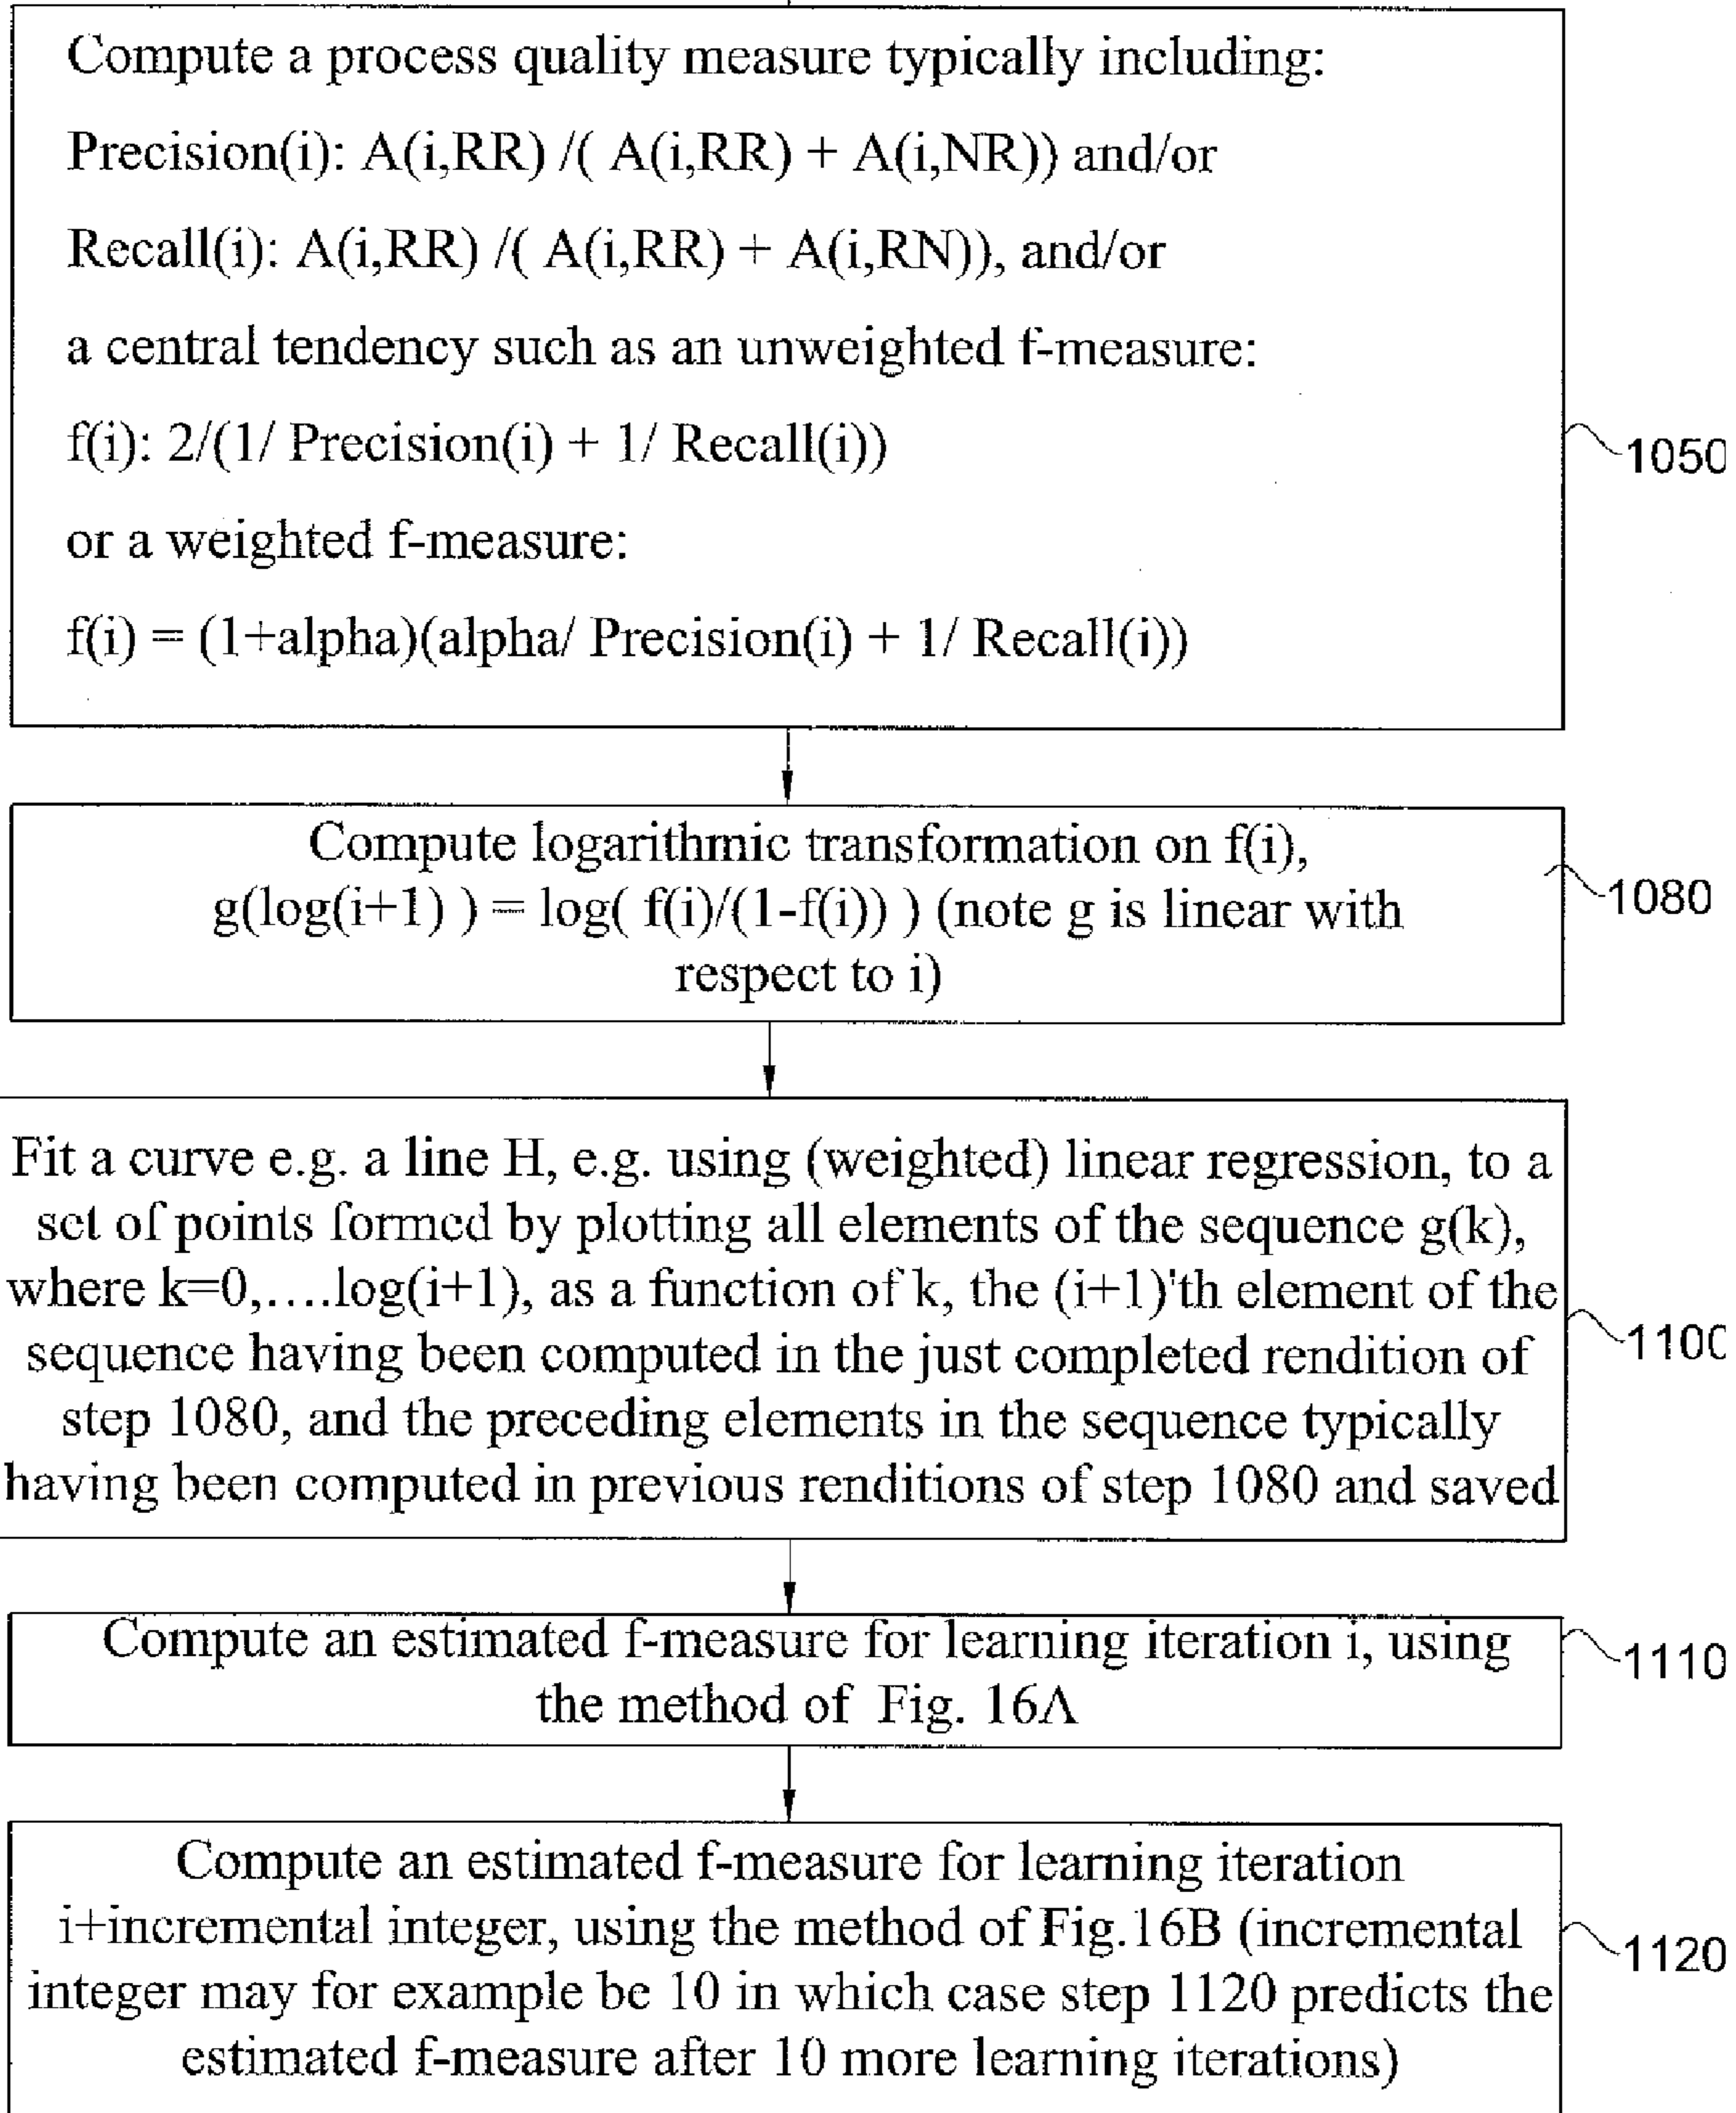 Compute a process quality measure typically including:
Precision(i): A(i,RR) /( A(i,RR) + A(i,NR)) and/or
Recall(i): A(i,RR) /( A(i,RR) + A(i,RN)), and/or
a central tendency such as an unweighted f-measure:
f(i): 2/(1/ Precision(i) + 1/ Recall(i))
1050
or a weighted f-measure:
f(i) = (1+alpha)(alpha/ Precision(i) + 1/ Recall(i))
Compute logarithmic transformation on f(i),
g(log(i+1) ) = log( f(i)/(1-f(i)) ) (note g is linear with
respect to i)
1080
Fit a curve e.g. a line H, e.g. using (weighted) linear regression, to a
set of points formed by plotting all elements of the sequence g(k),
where k=0,....log(i+1), as a function of k, the (i+1)'th element of the
sequence having been computed in the just completed rendition of
step 1080, and the preceding elements in the sequence typically
having been computed in previous renditions of step 1080 and saved
1100
Compute an estimated f-measure for learning iteration i, using
the method of Fig. 16A
1110
Compute an estimated f-measure for learning iteration
i+incremental integer, using the method of Fig.16B (incremental
integer may for example be 10 in which case step 1120 predicts the
estimated f-measure after 10 more learning iterations)
1120